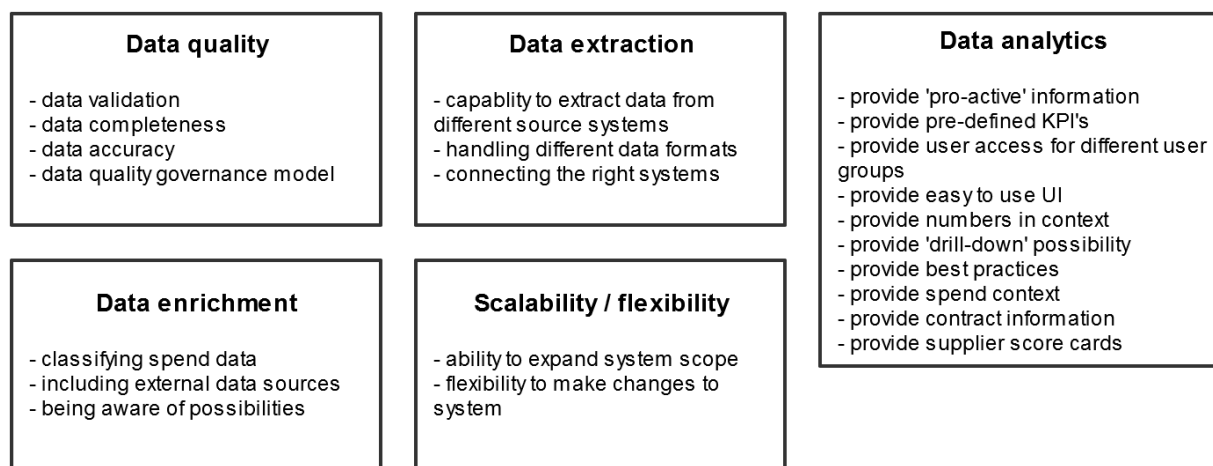 Data quality
- data validation
- data completeness
- data accuracy
- data quality governance model
Data extraction
- capablity to extract data from
different source systems
- handling different data formats
- connecting the right systems
Data analytics
- provide 'pro-active' information
- provide pre-defined KPI's
- provide user access for different user
groups
- provide easy to use UI
- provide numbers in context
- provide 'drill-down' possibility
- provide best practices
- provide spend context
- provide contract information
- provide supplier score cards
Data enrichment
- classifying spend data
- including external data sources
- being aware of possibilities
Scalability / flexibility
- ability to expand system scope
- flexibility to make changes to
system